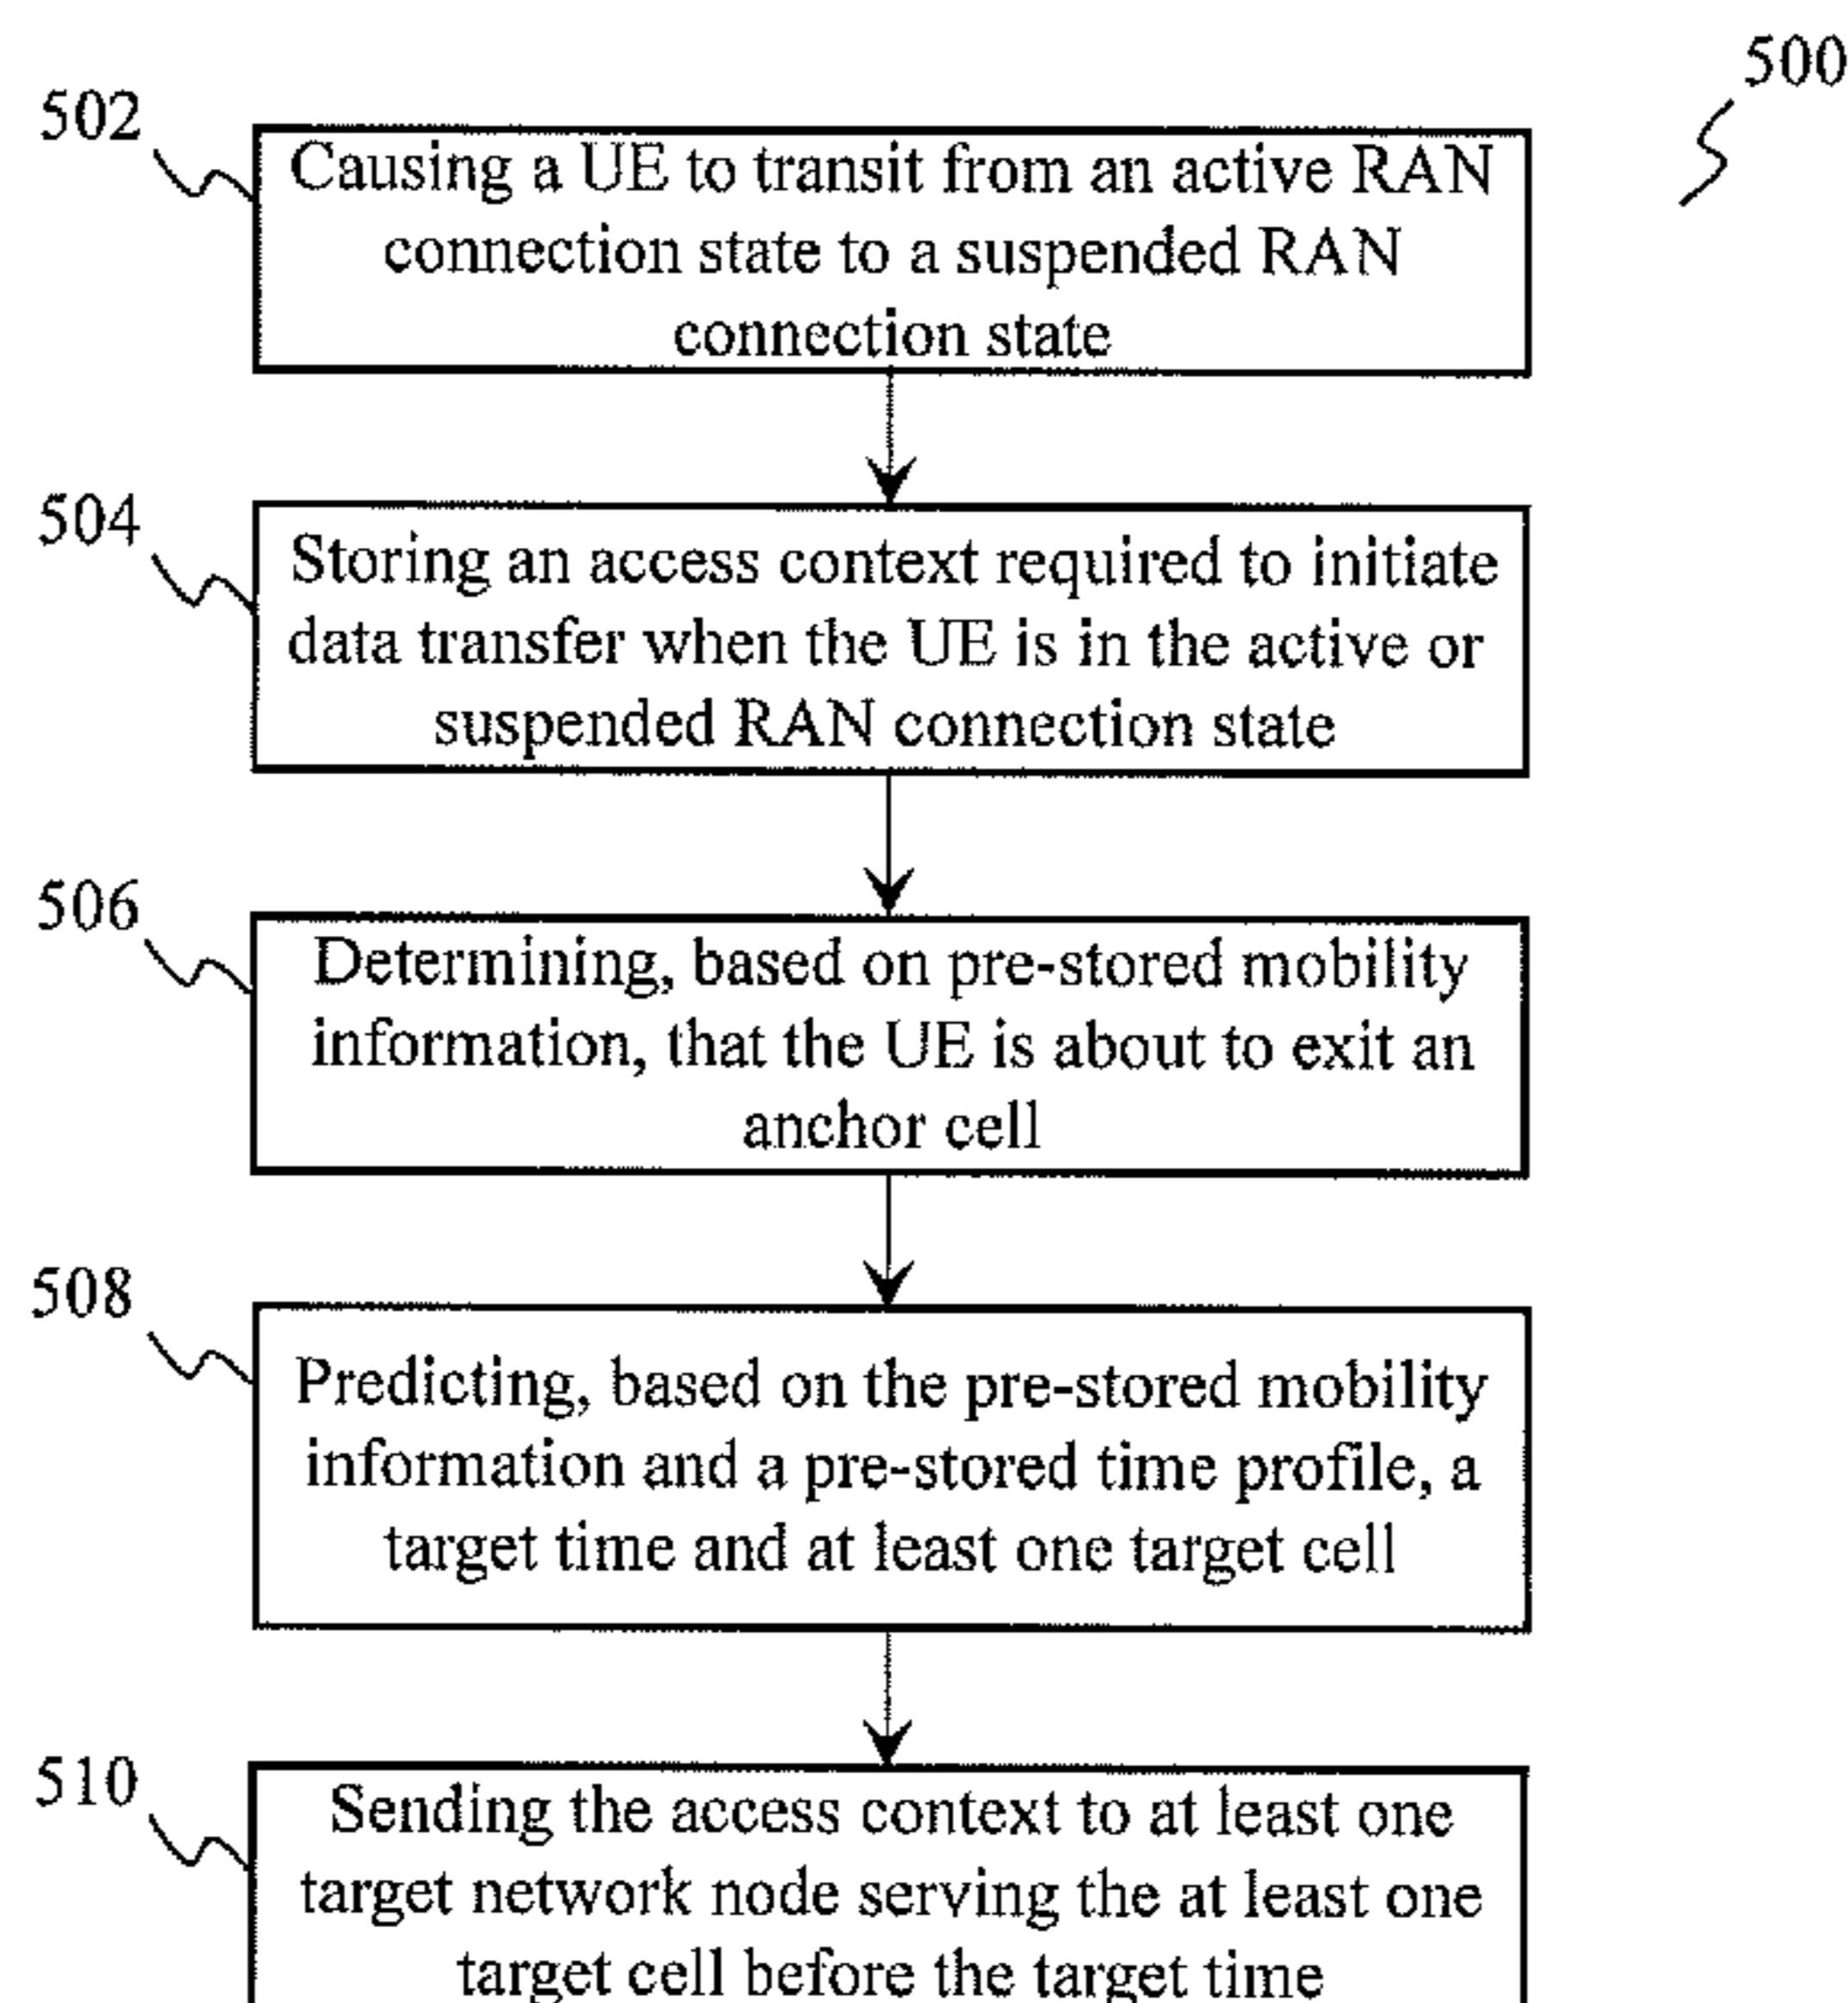 500
502
Causing a UE to transit from an active RAN
connection state to a suspended RAN
connection state
504
Storing an access context required to initiate
data transfer when the UE is in the active or
suspended RAN connection state
506
Determining, based on pre-stored mobility
information, that the UE is about to exit an
anchor cell
508
Predicting, based on the pre-stored mobility
information and a pre-stored time profile, a
target time and at least one target cell
510
Sending the access context to at least one
target network node serving the at least one
target cell before the target time